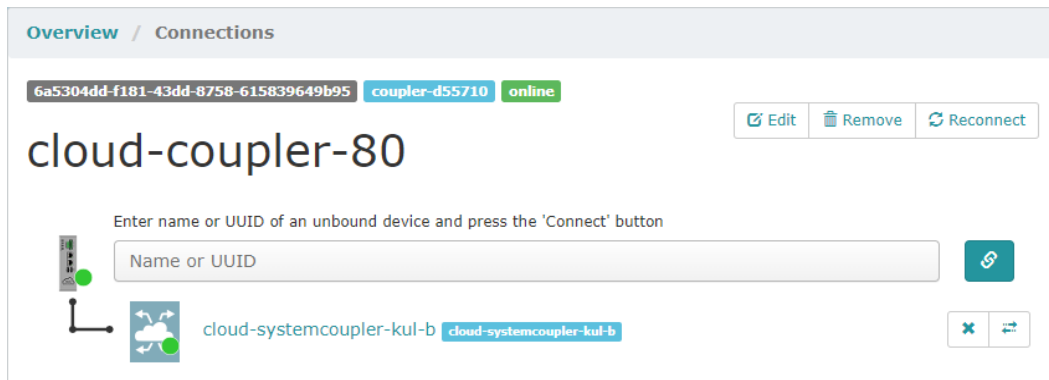 Overview / Connections
6a5304dd-f181-43dd-8758-615839649b95 coupler-d55710 online
Edit Remove Reconnect
cloud-coupler-80
Enter name or UUID of an unbound device and press the 'Connect' button
Name or UUID
cloud-systemcoupler-kul-b cloud-systemcoupler-kul-b